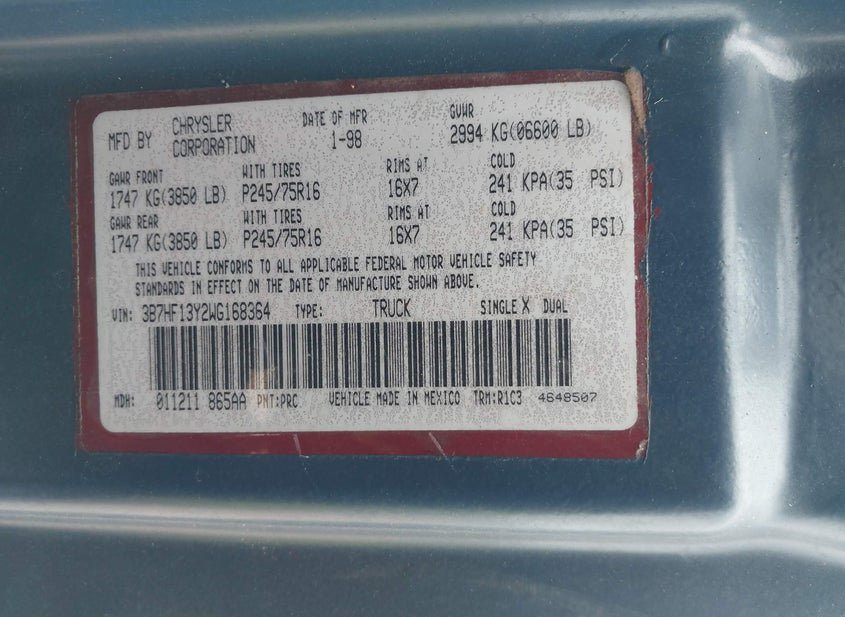 MFD BY CHRYSLER CORPORATION DATE OF MFR 1-98 GVWR 2994 KG(06600 LB)
GAWR FRONT WITH TIRES RIMS AT COLD
1747 KG(3850 LB) P245/75R16 16X7 241 KPA(35 PSI)
GAWR REAR WITH TIRES RIMS AT COLD
1747 KG(3850 LB) P245/75R16 16X7 241 KPA(35 PSI)
THIS VEHICLE CONFORMS TO ALL APPLICABLE FEDERAL MOTOR VEHICLE SAFETY
STANDARDS IN EFFECT ON THE DATE OF MANUFACTURE SHOWN ABOVE.
VIN: 3B7HF13Y2WG168364 TYPE: TRUCK SINGLE X DUAL
MDH: 011211 865AA PNT:PRC VEHICLE MADE IN MEXICO TRM:R1C3 4648507